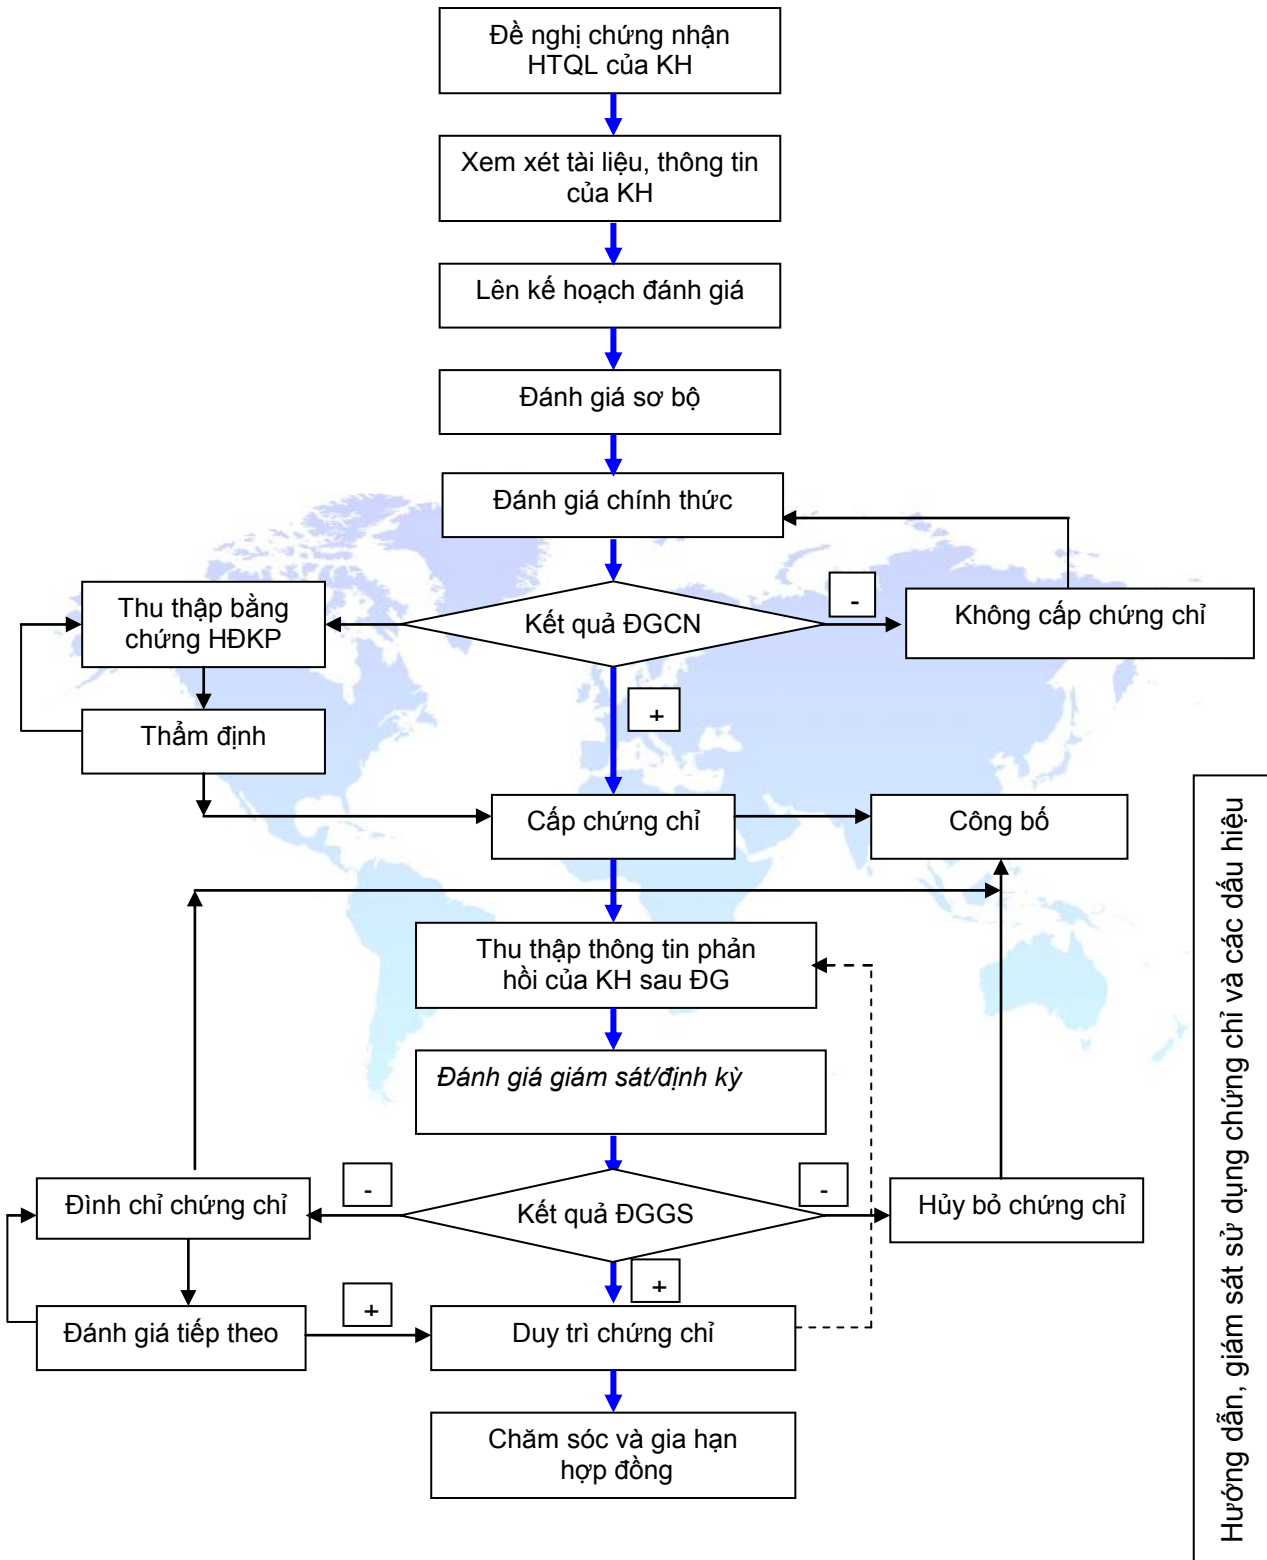 Đề nghị chứng nhận
HTQL của KH
Xem xét tài liệu, thông tin
của KH
Lên kế hoạch đánh giá
Đánh giá sơ bộ
Đánh giá chính thức
Thu thập bằng
chứng HĐKP
Kết quả ĐGCN
-
Không cấp chứng chỉ
+
Thẩm định
Cấp chứng chỉ
Công bố
Thu thập thông tin phản
hồi của KH sau ĐG
Đánh giá giám sát/định kỳ
Đình chỉ chứng chỉ
-
Kết quả ĐGGS
-
Hủy bỏ chứng chỉ
+
Đánh giá tiếp theo
+
Duy trì chứng chỉ
Chăm sóc và gia hạn
hợp đồng
Hướng dẫn, giám sát sử dụng chứng chỉ và các dấu hiệu